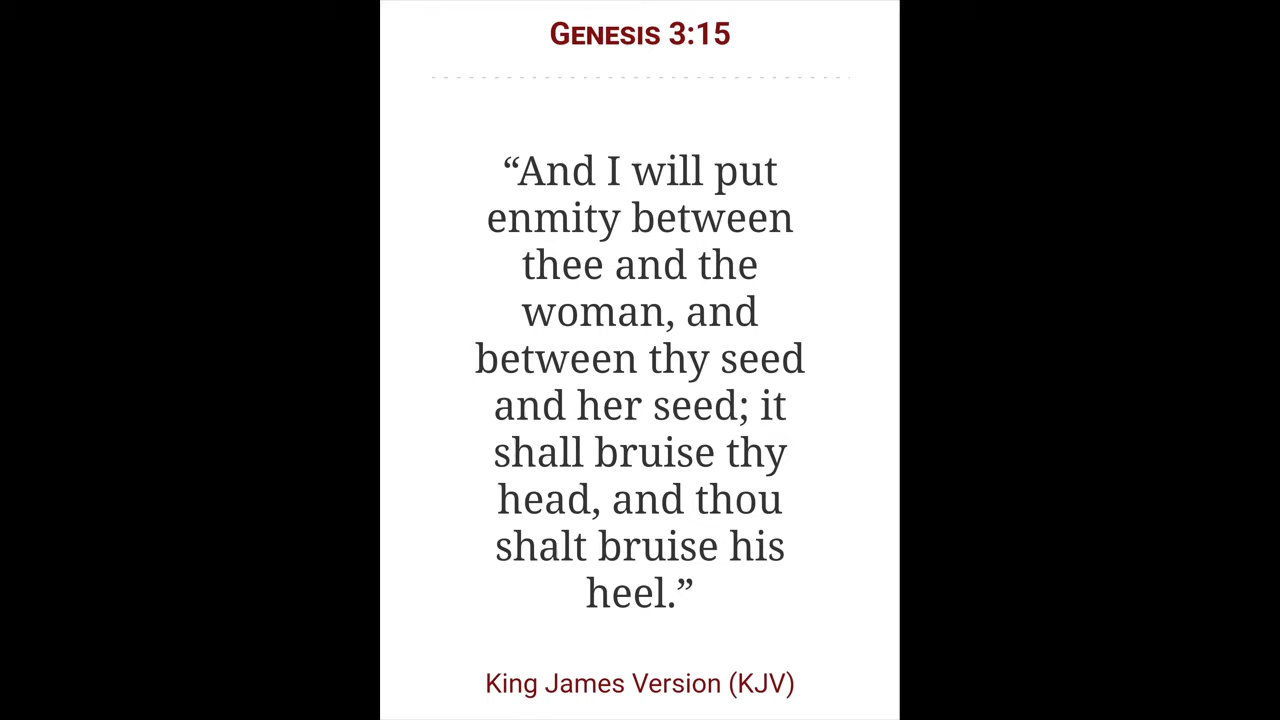 GENESIS 3:15
“And I will put
enmity between
thee and the
woman, and
between thy seed
and her seed; it
shall bruise thy
head, and thou
shalt bruise his
heel.”
King James Version (KJV)